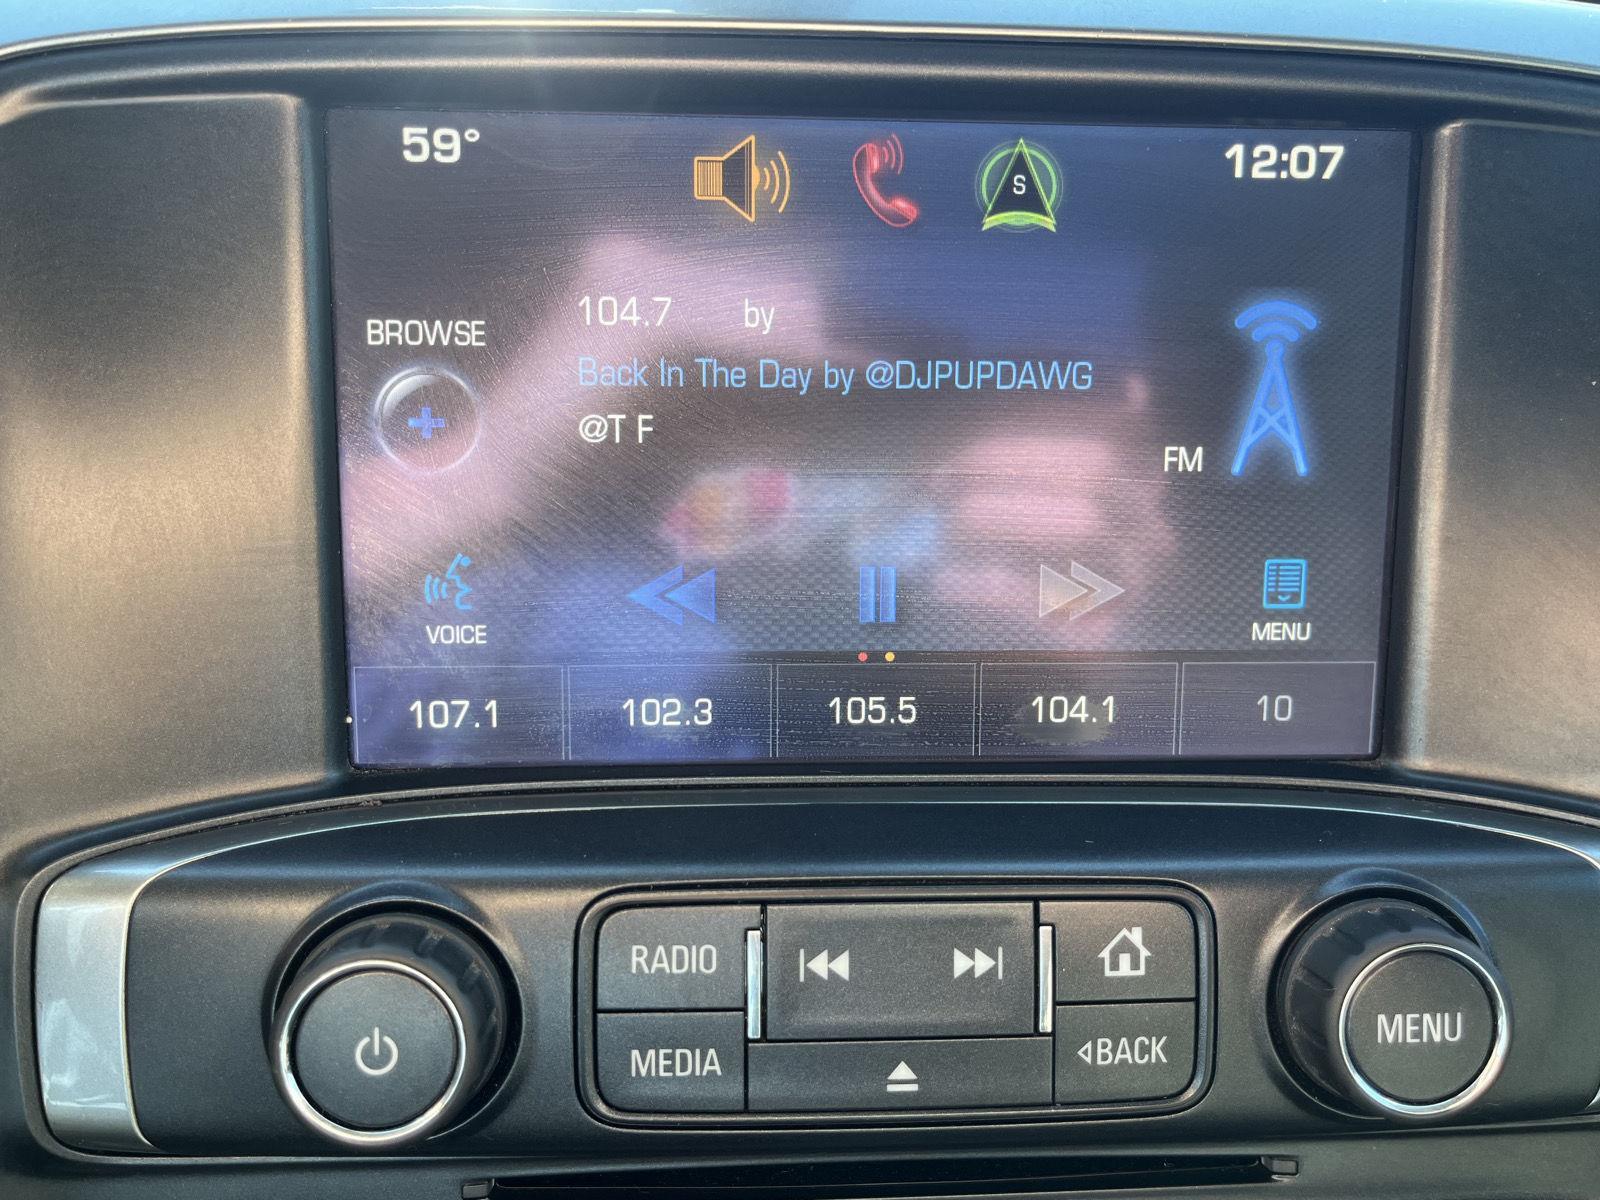 59°
S
12:07
104.7 by
BROWSE
Back In The Day by @DJPUPDAWG
@T F
FM
VOICE
MENU
107.1 102.3 105.5 104.1 10
RADIO
MEDIA
BACK
MENU